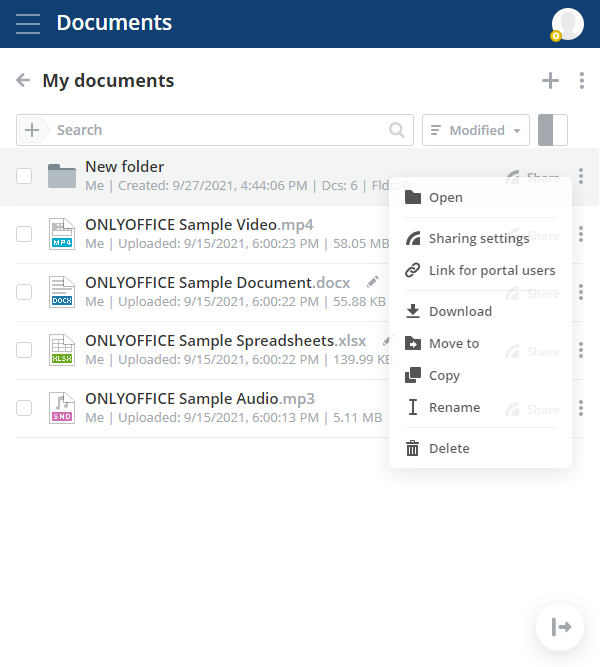 Documents
My documents
Search
Modified
New folder
Me | Created: 9/27/2021, 4:44:06 PM | Dcs: 6 | Flds: 0
Share
Open
ONLYOFFICE Sample Video.mp4
Me | Uploaded: 9/15/2021, 6:00:23 PM | 58.05 MB
Share
MP4
Sharing settings
Link for portal users
ONLYOFFICE Sample Document.docx
Me | Uploaded: 9/15/2021, 6:00:22 PM | 55.88 KB
Share
DOCX
Download
ONLYOFFICE Sample Spreadsheets.xlsx
Me | Uploaded: 9/15/2021, 6:00:22 PM | 139.99 KB
Share
XLSX
Move to
Copy
ONLYOFFICE Sample Audio.mp3
Me | Uploaded: 9/15/2021, 6:00:13 PM | 5.11 MB
Share
SND
Rename
Delete